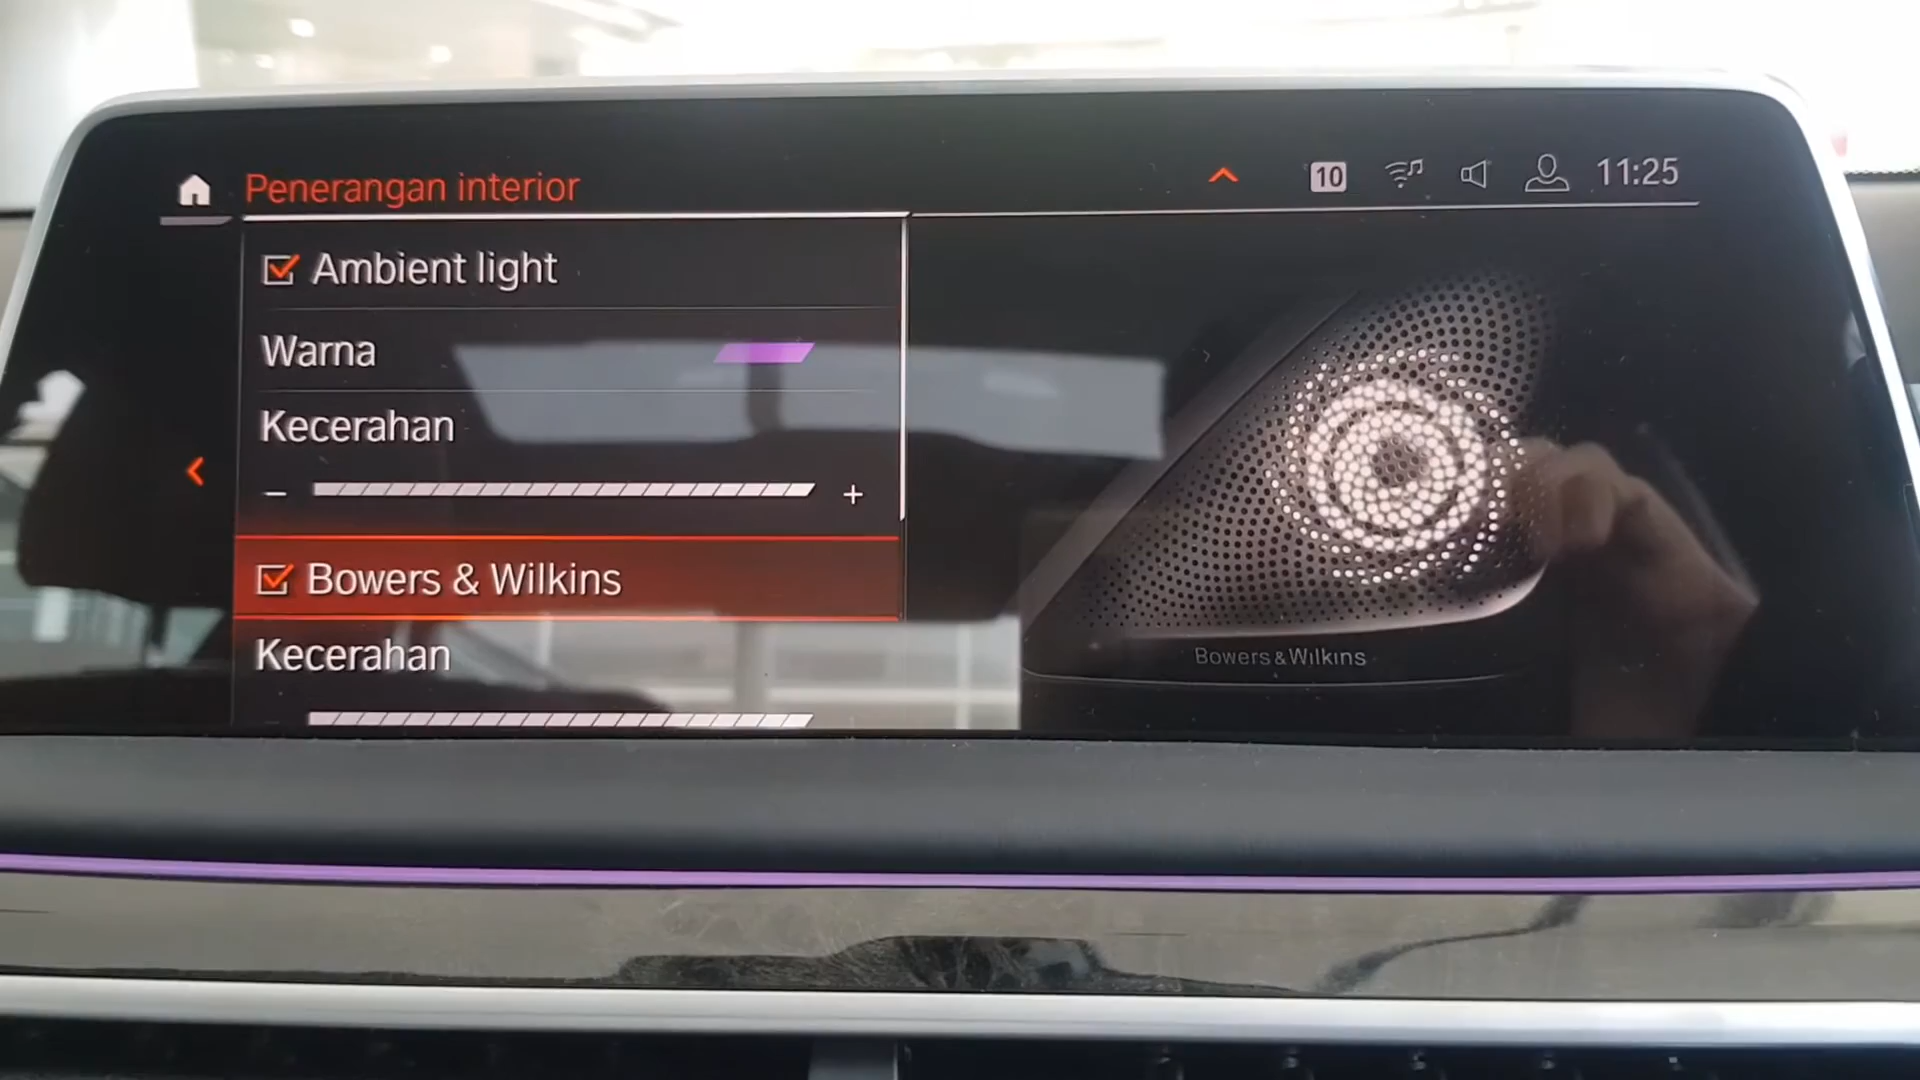 Penerangan interior
10
11:25
Ambient light
Warna
Kecerahan
Bowers & Wilkins
Kecerahan
Bowers & Wilkins